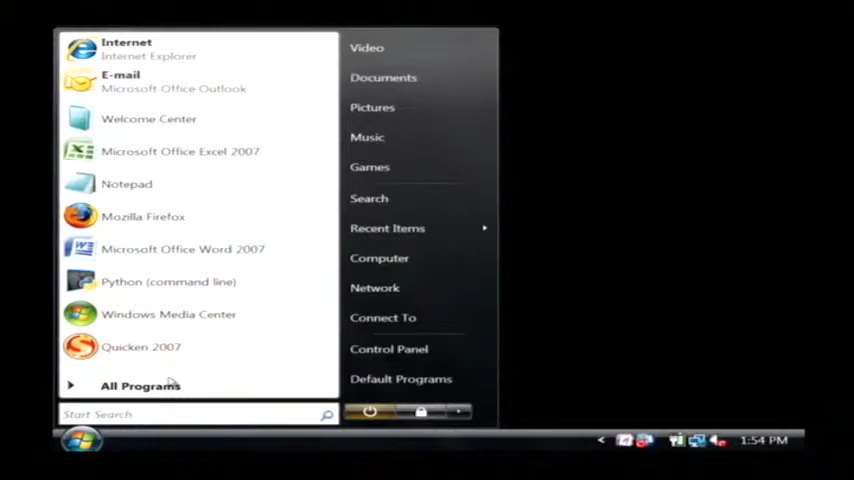 Internet
Internet Explorer
E-mail
Microsoft Office Outlook
Welcome Center
Microsoft Office Excel 2007
Notepad
Mozilla Firefox
Microsoft Office Word 2007
Python (command line)
Windows Media Center
Quicken 2007
All Programs
Start Search
Video
Documents
Pictures
Music
Games
Search
Recent Items
Computer
Network
Connect To
Control Panel
Default Programs
1:54 PM